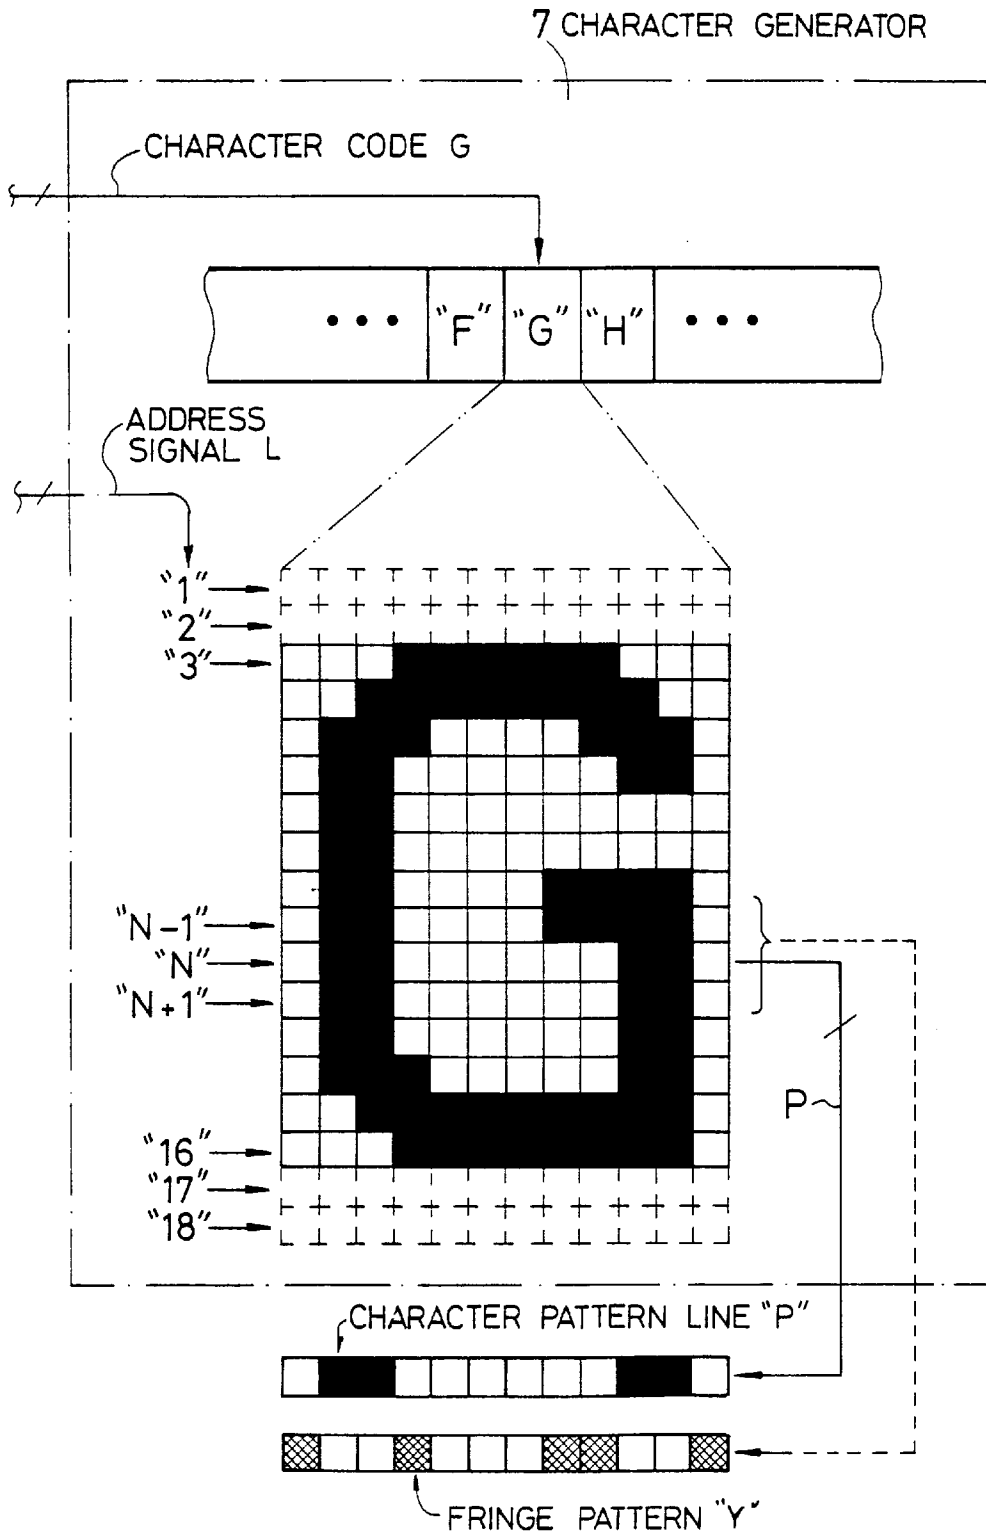 7 CHARACTER GENERATOR
CHARACTER CODE G
••• "F" "G" "H" •••
ADDRESS
SIGNAL L
"1"
"2"
"3"
"N-1"
"N"
"N+1"
P
"16"
"17"
"18"
CHARACTER PATTERN LINE "P"
FRINGE PATTERN "Y"